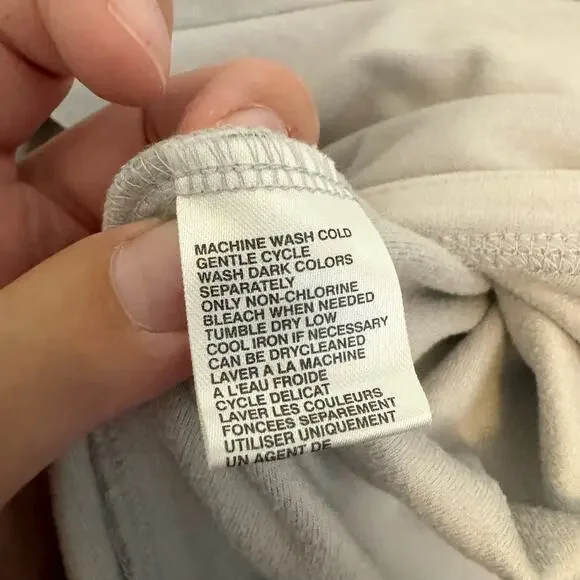 MACHINE WASH COLD
GENTLE CYCLE
WASH DARK COLORS
SEPARATELY
ONLY NON-CHLORINE
BLEACH WHEN NEEDED
TUMBLE DRY LOW
COOL IRON IF NECESSARY
CAN BE DRYCLEANED
LAVER A LA MACHINE
A L'EAU FROIDE
CYCLE DELICAT
LAVER LES COULEURS
FONCEES SEPAREMENT
UTILISER UNIQUEMENT
UN AGENT DE